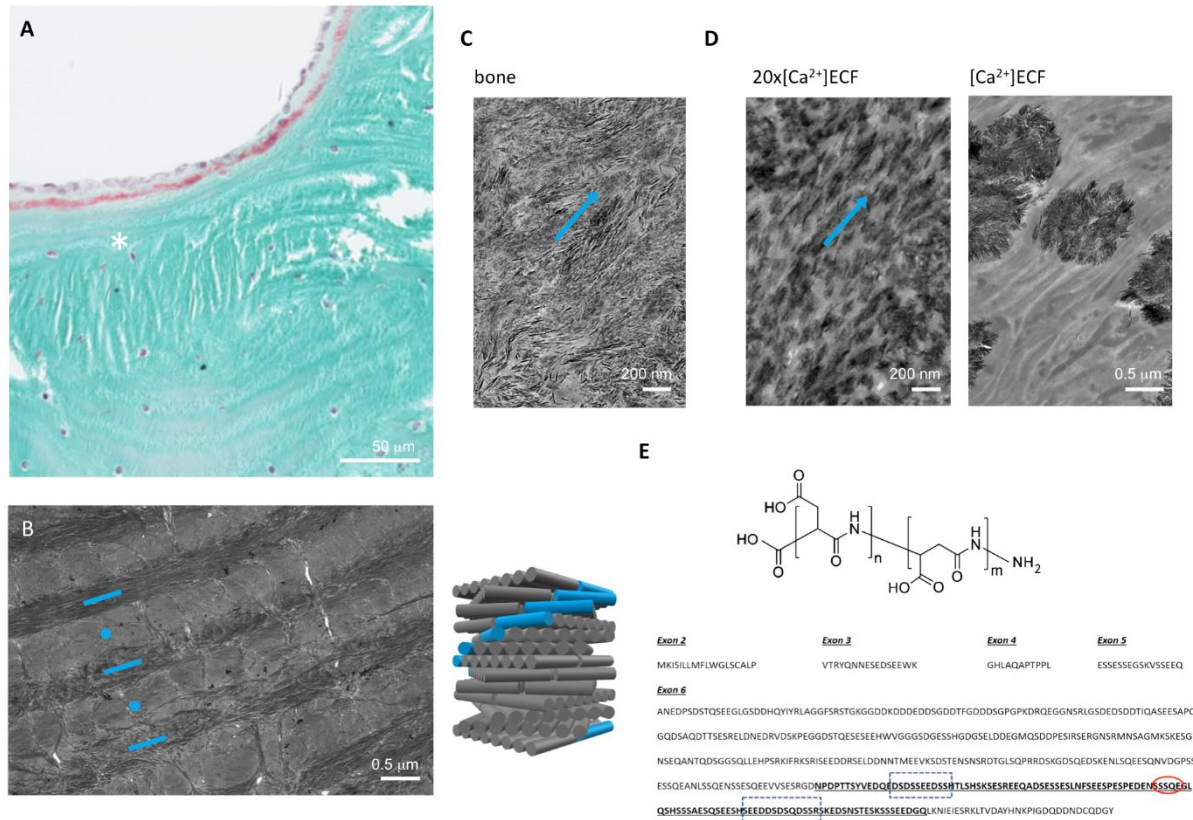 A
C
D
bone
20x[Ca²⁺]ECF
[Ca²⁺]ECF
200 nm
200 nm
0.5 µm
50 µm
B
0.5 µm
E
O
HO
H
N
HO
O
O
n
O
HO
O
H
N
m
NH₂
Exon 2
Exon 3
Exon 4
Exon 5
MKISILLMFLWGLSCALP
VTRYQNNESEDSEEWK
GHLAQAPTPPL
ESSESSEGSKVSSEEQ
Exon 6
ANEDPSDSTQSEEGLGSDDHQYIYRLAGGFSRSTGKGGDDKDDDEDDSGDDTFGDDDSGPGPKDRQEGGNSRLGSDEDSDDTIQASEESAPQ
GQDSAQDTTSESRELDNEDRVDSKPEGGDSTQESESEEHWVGGGSDGESSHGDGSELDDEGMQSDDPESIRSERGNSRMNSAGMKSKESG
NSEQANTQDSGGSQLLEHPSRKIFRKSRISEEDDRSELDDNNTMEEVKSDSTENSNSRDTGLSQPRRDSKGDSQEDSKENLSQEESQNVDGPSS
ESSQEANLSSQENSSESQEEVVSESRGDNPDPTTSYVEDQEDSDSSEEDSSHTLSHSKSESREEQADSESSESLNFSEESPESPEDENSSSQEGL
QSHSSSAESQSEESHSEEDDSDSQDSSRSKEDSNSTESKSSSEEDGQLKNIEIESRKLTVDAYHNKPIGDQDDNDCQDGY